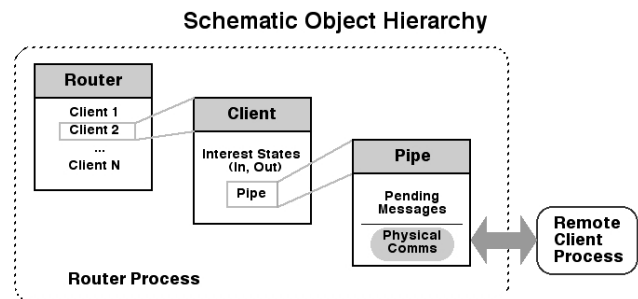 Schematic Object Hierarchy
Router
Client 1
Client 2
...
Client N
Client
Interest States
(In, Out)
Pipe
Pipe
Pending
Messages
Physical
Comms
Remote
Client
Process
Router Process